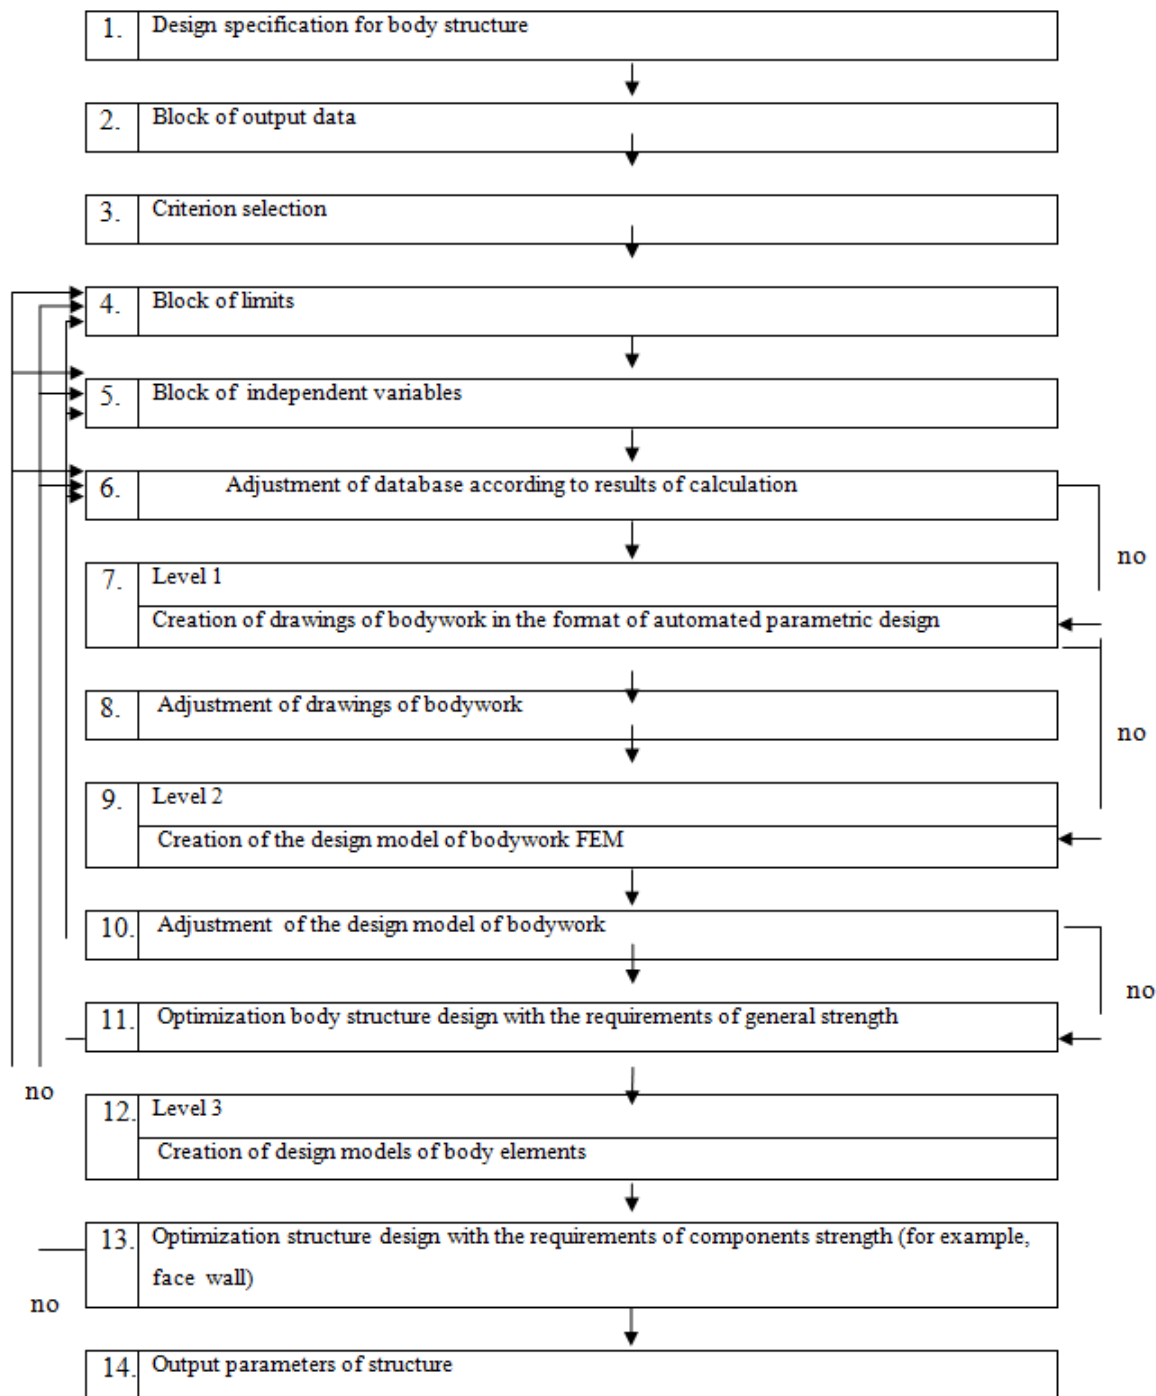 1. Design specification for body structure
2. Block of output data
3. Criterion selection
4. Block of limits
5. Block of independent variables
6. Adjustment of database according to results of calculation
no
7. Level 1
Creation of drawings of bodywork in the format of automated parametric design
8. Adjustment of drawings of bodywork
no
9. Level 2
Creation of the design model of bodywork FEM
10. Adjustment of the design model of bodywork
no
11. Optimization body structure design with the requirements of general strength
no
12. Level 3
Creation of design models of body elements
13. Optimization structure design with the requirements of components strength (for example,
face wall)
no
14. Output parameters of structure